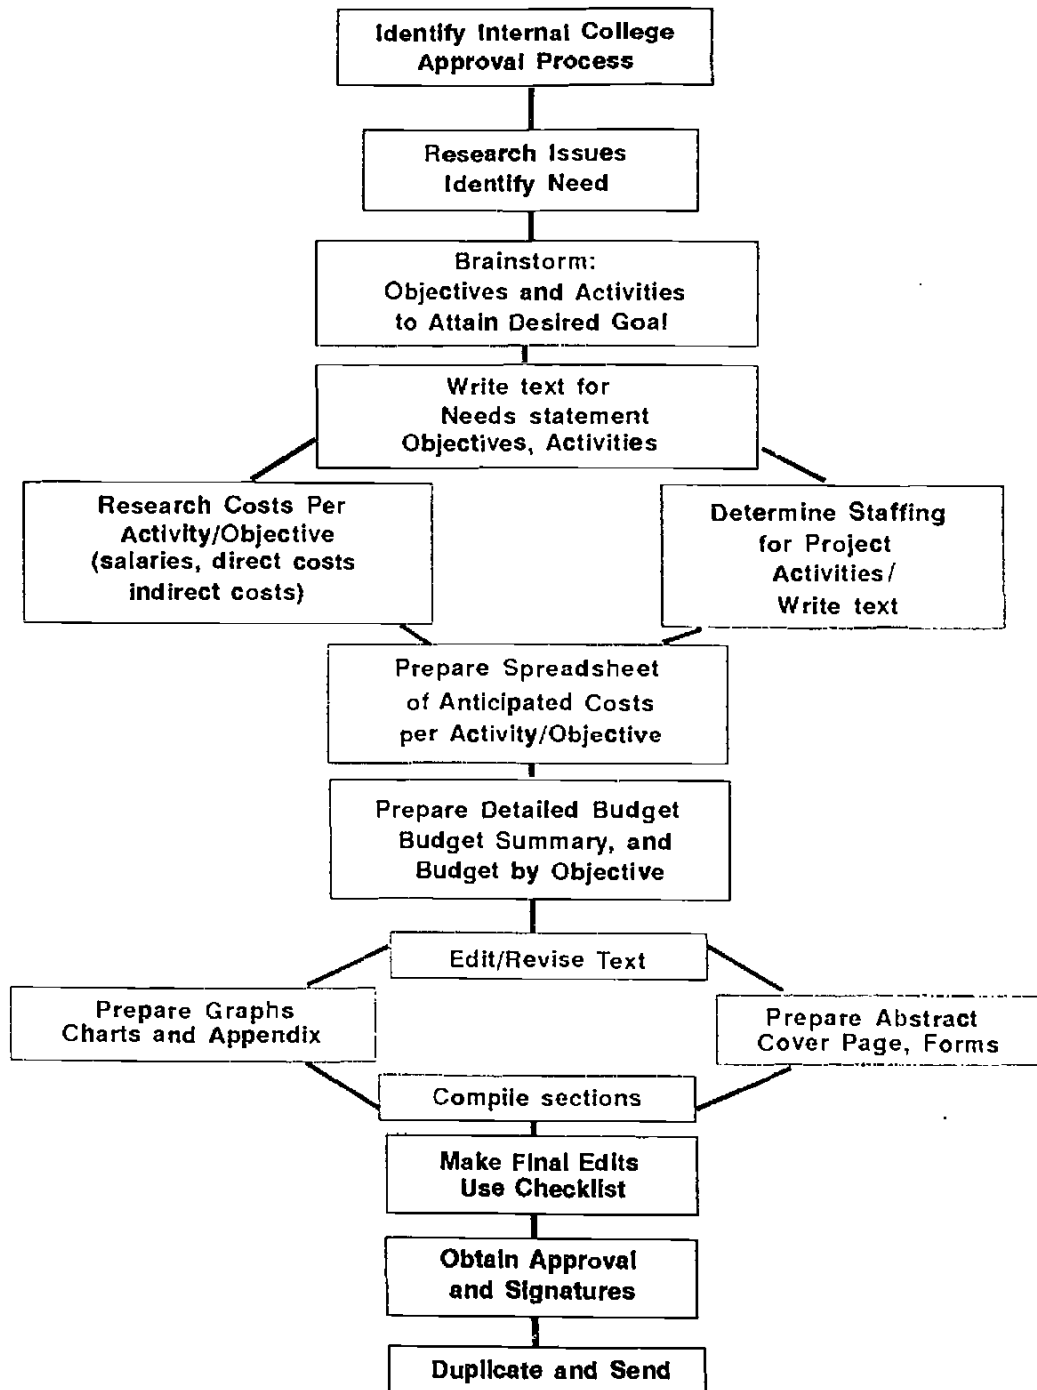 Identify Internal College
Approval Process
Research Issues
Identify Need
Brainstorm:
Objectives and Activities
to Attain Desired Goal
Write text for
Needs statement
Objectives, Activities
Research Costs Per
Activity/Objective
(salaries, direct costs
indirect costs)
Determine Staffing
for Project
Activities/
Write text
Prepare Spreadsheet
of Anticipated Costs
per Activity/Objective
Prepare Detailed Budget
Budget Summary, and
Budget by Objective
Edit/Revise Text
Prepare Graphs
Charts and Appendix
Prepare Abstract
Cover Page, Forms
Compile sections
Make Final Edits
Use Checklist
Obtain Approval
and Signatures
Duplicate and Send